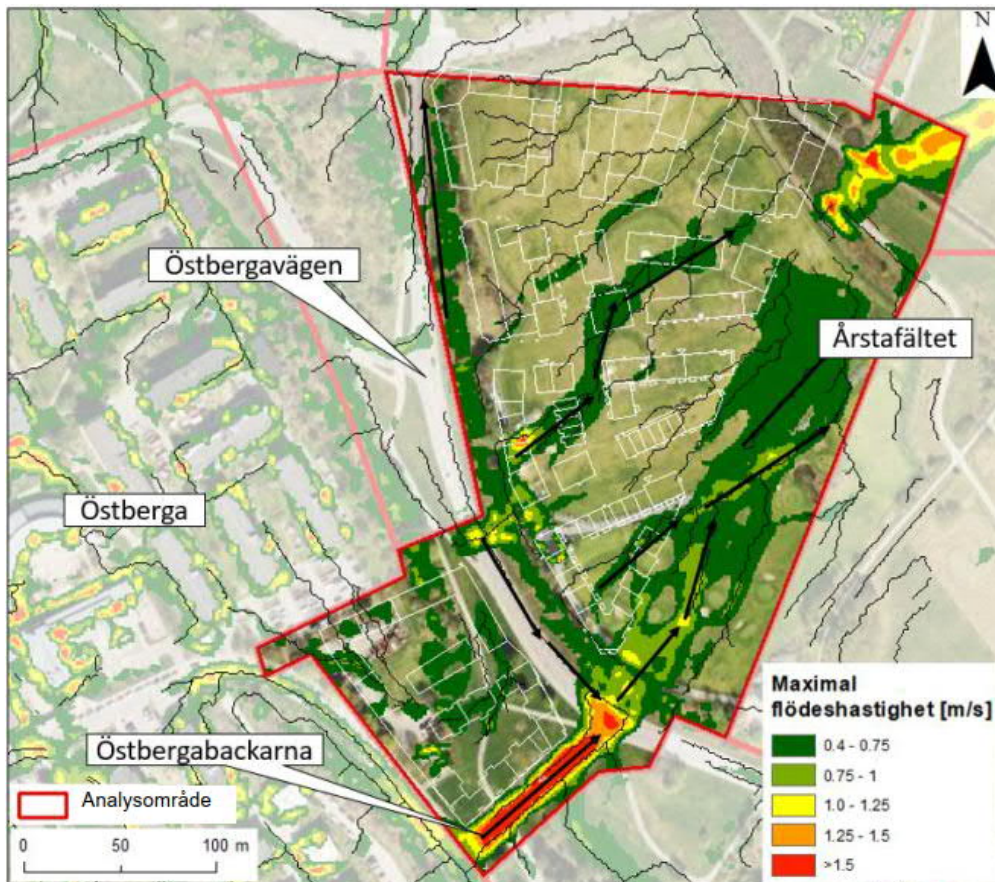 N
Östbergavägen
Årstafältet
Östberga
Östbergabackarna
Analysområde
0 50 100 m
Maximal
flödeshastighet [m/s]
0.4 - 0.75
0.75 - 1
1.0 - 1.25
1.25 - 1.5
>1.5